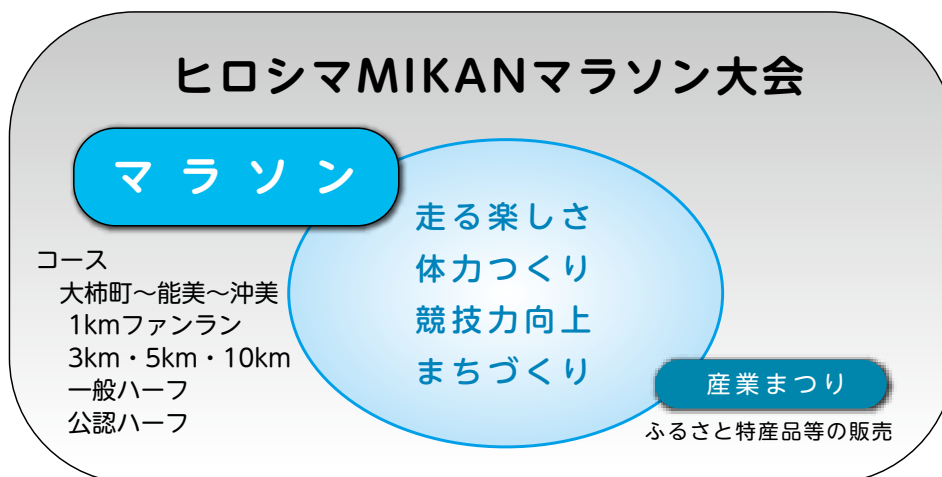 ヒロシマMIKANマラソン大会
マラソン
コース
大柿町～能美～沖美
1kmファンラン
3km・5km・10km
一般ハーフ
公認ハーフ
走る楽しさ
体力つくり
競技力向上
まちづくり
産業まつり
ふるさと特産品等の販売